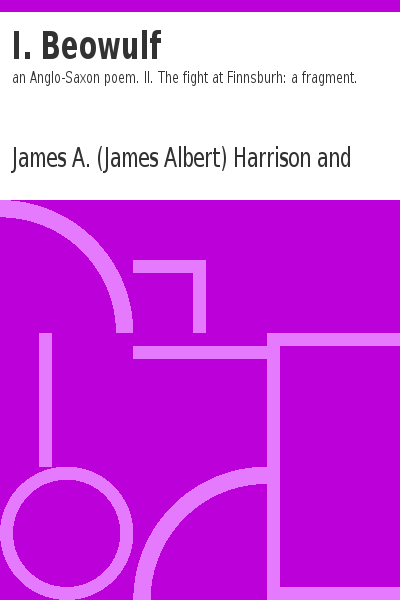 I. Beowulf
an Anglo-Saxon poem. II. The fight at Finnsburh: a fragment.
James A. (James Albert) Harrison and